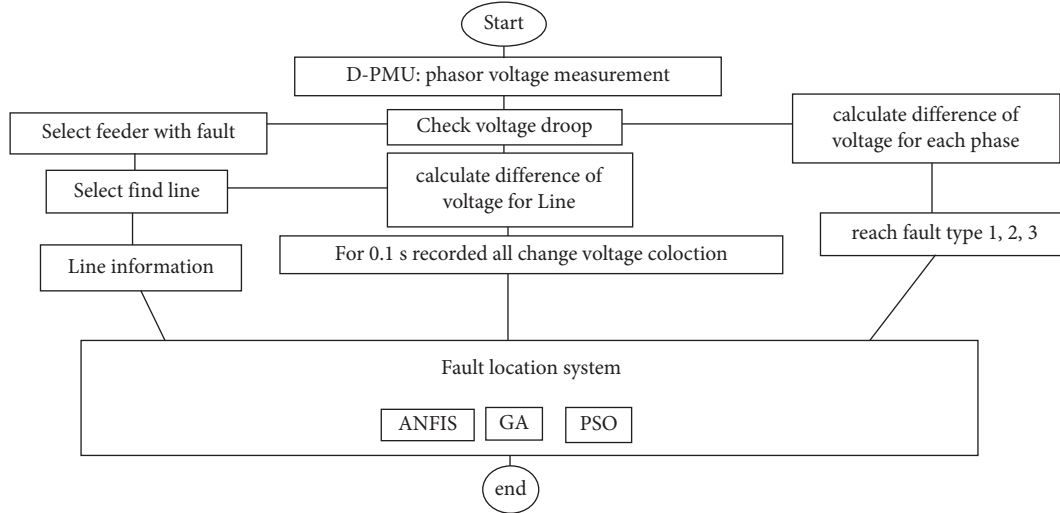 Start
D-PMU: phasor voltage measurement
Select feeder with fault
Check voltage droop
calculate difference of
voltage for each phase
Select find line
calculate difference of
voltage for Line
Line information
For 0.1 s recorded all change voltage coloction
reach fault type 1, 2, 3
Fault location system
ANFIS
GA
PSO
end